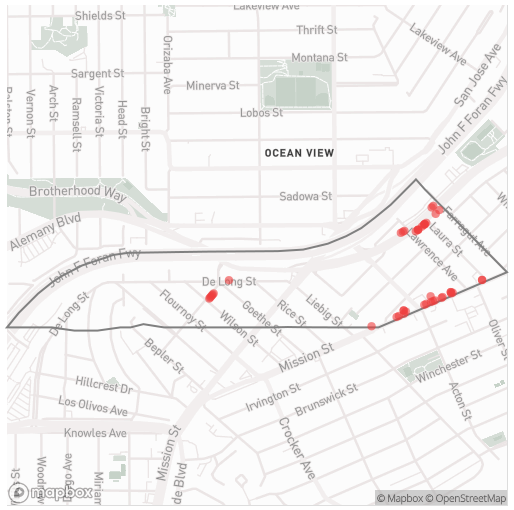 Lakeview Ave
Shields St
Thrift St
Orizaba Ave
Lakeview Ave
San Jose Ave
Montana St
Sargent St
Minerva St
Arch St
Vernon St
Ramsell St
Victoria St
Head St
Bright St
Lobos St
John F Foran Fwy
OCEAN VIEW
Brotherhood Way
Sadowa St
Alemany Blvd
Farragut Ave
Laura St
Lawrence Ave
John F Foran Fwy
De Long St
De Long St
Flournoy St
Wilson St
Goethe St
Rice St
Liebig St
Oliver St
Bepler St
Mission St
Winchester St
Hillcrest Dr
Acton St
Irvington St
Brunswick St
Los Olivos Ave
Knowles Ave
Crocker Ave
Mission St
de Blvd
mapbox
© Mapbox © OpenStreetMap